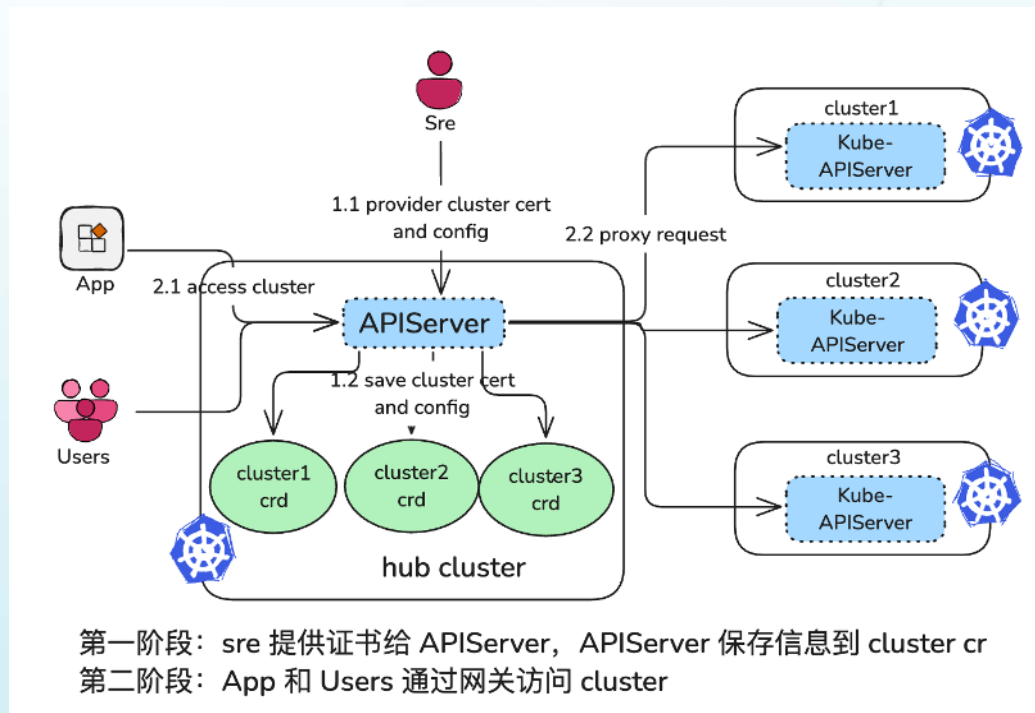 Sre
cluster1
Kube-
APIServer
1.1 provider cluster cert
and config
2.2 proxy request
App
2.1 access cluster
cluster2
Kube-
APIServer
APIServer
1.2 save cluster cert
and config
Users
cluster1
crd
cluster2
crd
cluster3
crd
cluster3
Kube-
APIServer
hub cluster
第一阶段：sre 提供证书给 APIServer，APIServer 保存信息到 cluster cr
第二阶段：App 和 Users 通过网关访问 cluster